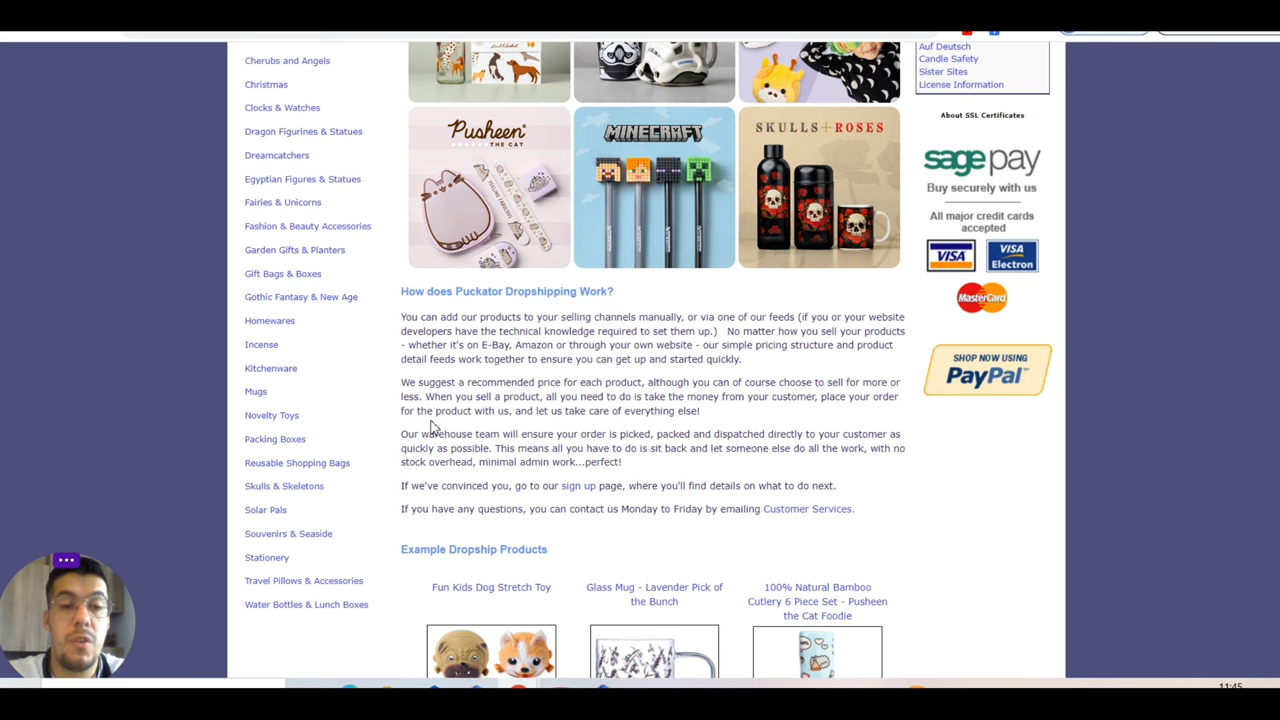 Cherubs and Angels
Christmas
Clocks & Watches
Dragon Figurines & Statues
Dreamcatchers
Egyptian Figures & Statues
Fairies & Unicorns
Fashion & Beauty Accessories
Garden Gifts & Planters
Gift Bags & Boxes
Gothic Fantasy & New Age
Homewares
Incense
Kitchenware
Mugs
Novelty Toys
Packing Boxes
Reusable Shopping Bags
Skulls & Skeletons
Solar Pals
Souvenirs & Seaside
Stationery
Travel Pillows & Accessories
Water Bottles & Lunch Boxes
Pusheen
THE CAT
MINECRAFT
SKULLS + ROSES
How does Puckator Dropshipping Work?
You can add our products to your selling channels manually, or via one of our feeds (if you or your website
developers have the technical knowledge required to set them up.) No matter how you sell your products
- whether it's on E-Bay, Amazon or through your own website - our simple pricing structure and product
detail feeds work together to ensure you can get up and started quickly.
We suggest a recommended price for each product, although you can of course choose to sell for more or
less. When you sell a product, all you need to do is take the money from your customer, place your order
for the product with us, and let us take care of everything else!
Our warehouse team will ensure your order is picked, packed and dispatched directly to your customer as
quickly as possible. This means all you have to do is sit back and let someone else do all the work, with no
stock overhead, minimal admin work...perfect!
If we've convinced you, go to our sign up page, where you'll find details on what to do next.
If you have any questions, you can contact us Monday to Friday by emailing Customer Services.
Example Dropship Products
Fun Kids Dog Stretch Toy
Glass Mug - Lavender Pick of
the Bunch
100% Natural Bamboo
Cutlery 6 Piece Set - Pusheen
the Cat Foodie
Auf Deutsch
Candle Safety
Sister Sites
License Information
About SSL Certificates
sage pay
Buy securely with us
All major credit cards
accepted
VISA
VISA
Electron
MasterCard
SHOP NOW USING
PayPal
11:45